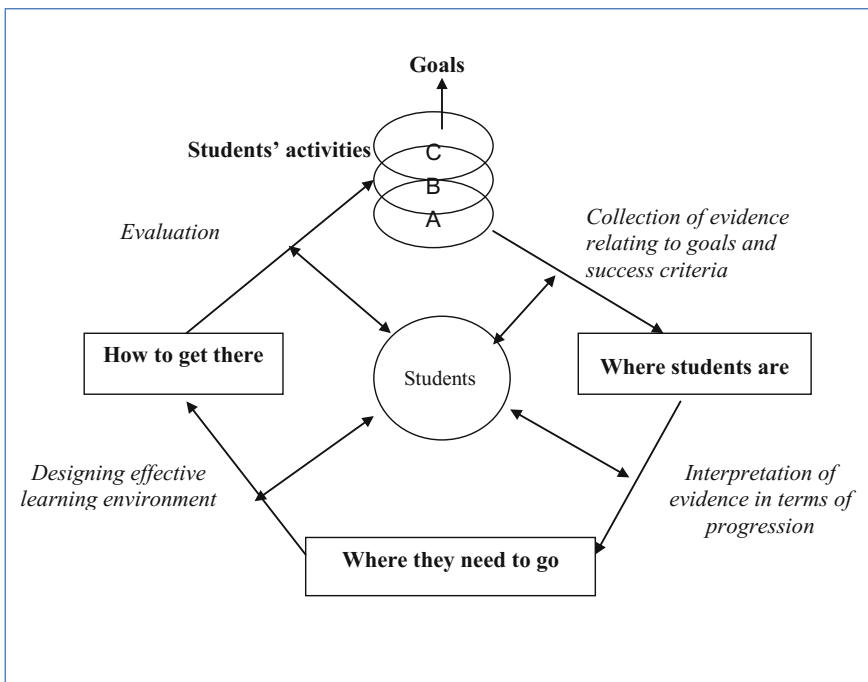 Goals
Students’ activities
C
B
A
Evaluation
Collection of evidence
relating to goals and
success criteria
How to get there
Students
Where students are
Designing effective
learning environment
Interpretation of
evidence in terms of
progression
Where they need to go